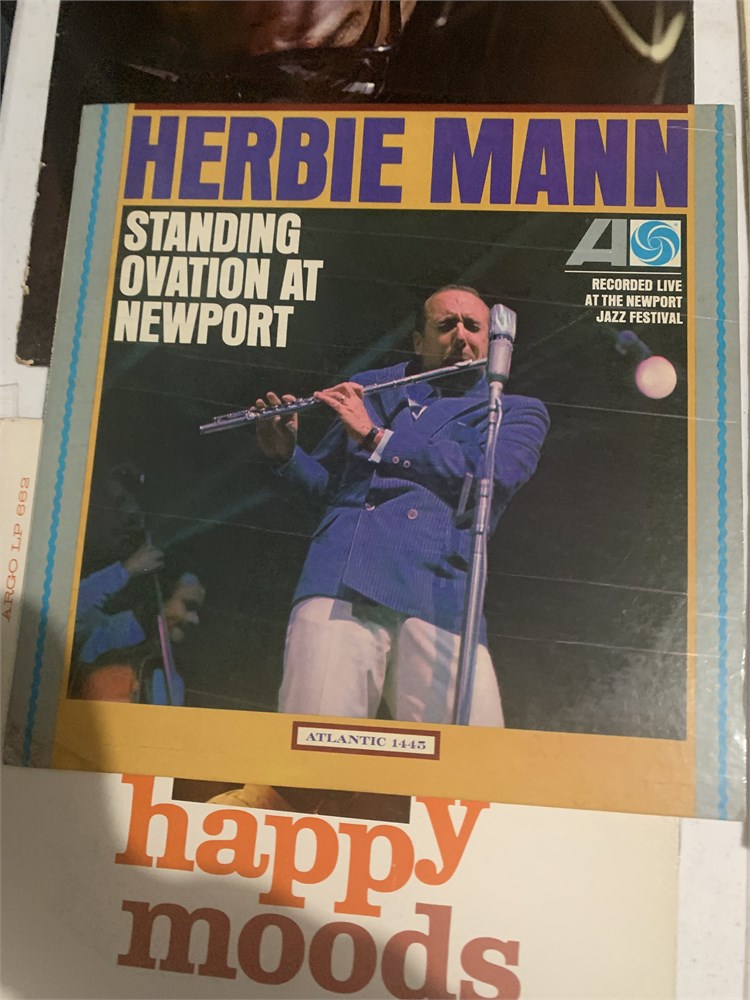 HERBIE MANN
STANDING
OVATION AT
NEWPORT
A
RECORDED LIVE
AT THE NEWPORT
JAZZ FESTIVAL
ARGO LP 662
ATLANTIC 1445
happy
moods